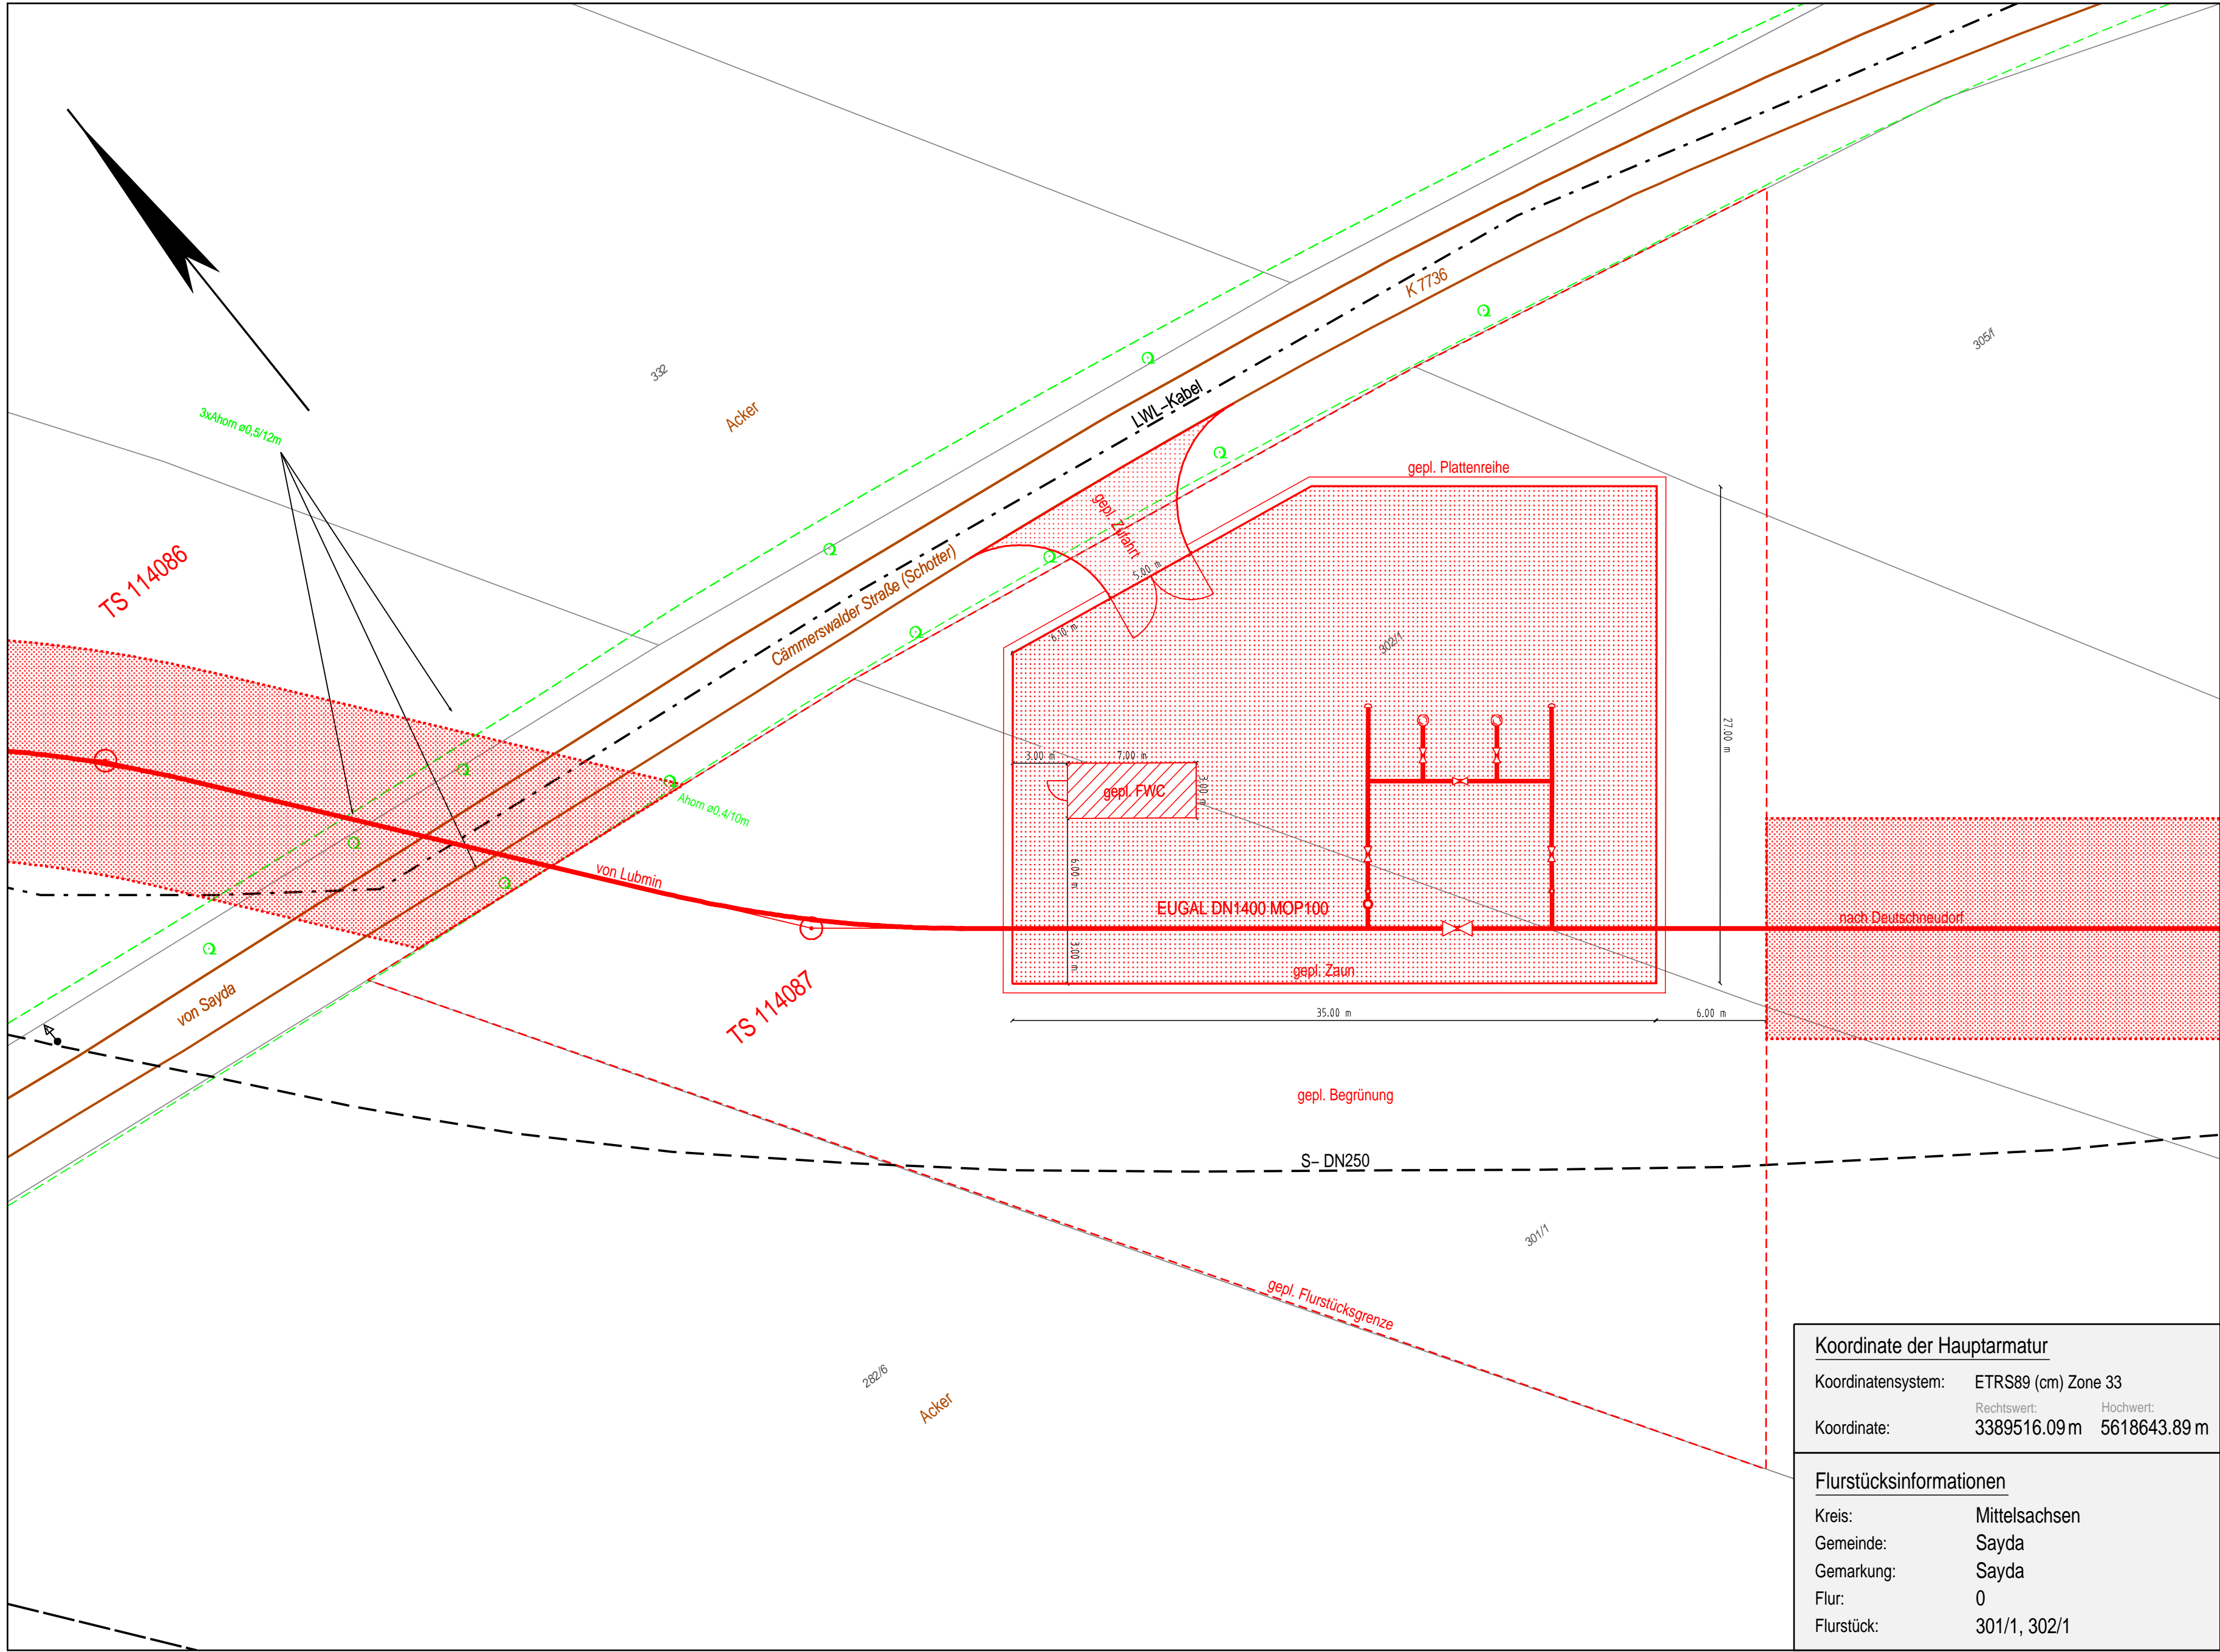 332
Acker
305/f
K 7736
LWL-Kabel
3xAhorn ø0,5/12m
gepl. Plattenreihe
gepl. Zufahrt
5.00 m
TS 114086
Cämmerswalder Straße (Schotter)
6.10 m
302/1
27.00 m
3.00 m
7.00 m
gepl. FWC
3.00 m
Ahorn ø0,4/10m
von Lubmin
6.00 m
EUGAL DN1400 MOP100
nach Deutschneudorf
3.00 m
gepl. Zaun
von Sayda
TS 114087
35.00 m
6.00 m
gepl. Begrünung
S- DN250
301/1
gepl. Flurstücksgrenze
282/6
Acker
Koordinate der Hauptarmatur
Koordinatensystem: ETRS89 (cm) Zone 33
Rechtswert: Hochwert:
Koordinate: 3389516.09 m 5618643.89 m
Flurstücksinformationen
Kreis: Mittelsachsen
Gemeinde: Sayda
Gemarkung: Sayda
Flur: 0
Flurstück: 301/1, 302/1